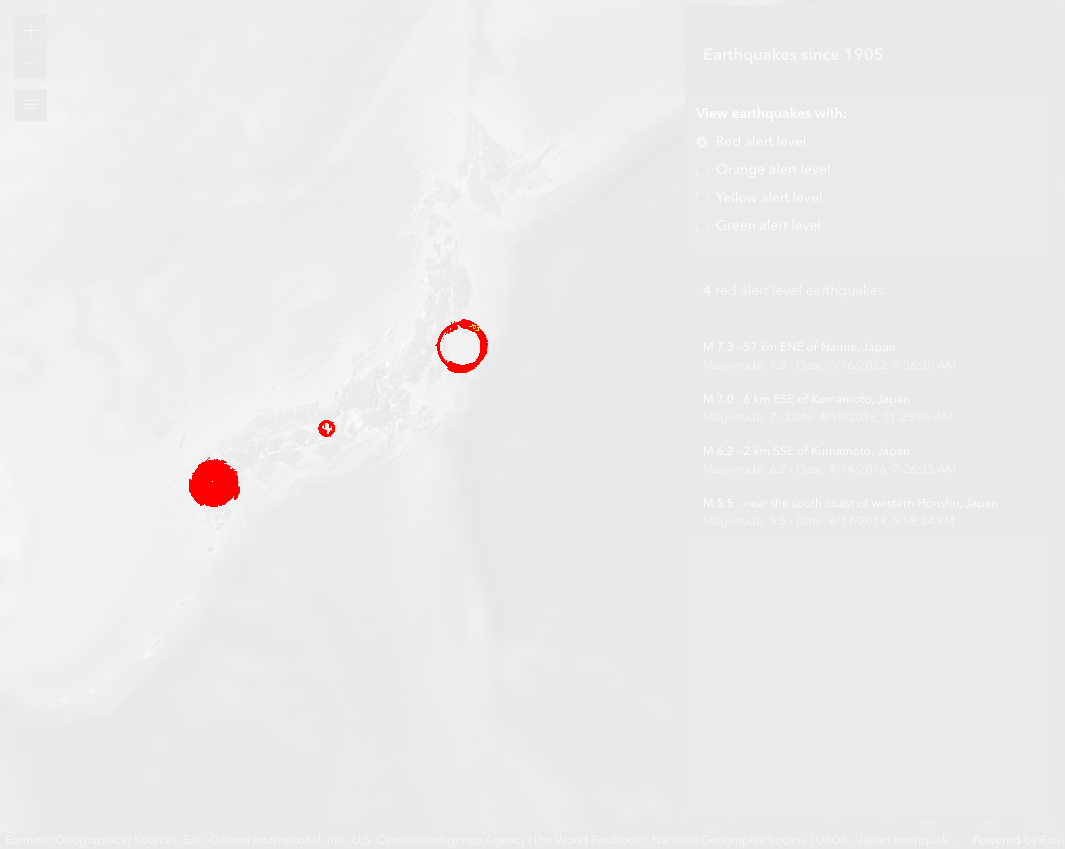 Earthquakes since 1905
View earthquakes with:
Red alert level
Orange alert level
Yellow alert level
Green alert level
4 red alert level earthquakes.
M 7.3 - 57 km ENE of Namie, Japan
Magnitude: 7.3 - Date: 3/16/2022, 9:36:30 AM
M 7.0 - 6 km ESE of Kumamoto, Japan
Magnitude: 7 - Date: 4/15/2016, 11:25:06 AM
M 6.2 - 2 km SSE of Kumamoto, Japan
Magnitude: 6.2 - Date: 4/14/2016, 7:26:35 AM
M 5.5 - near the south coast of western Honshu, Japan
Magnitude: 5.5 - Date: 6/17/2018, 5:58:34 PM
Earthstar Geographics | Sources: Esri, Garmin International, Inc., U.S. Central Intelligence Agency (The World Factbook), National Geographic Society | USGS - Japan earthquak... Powered by Esri